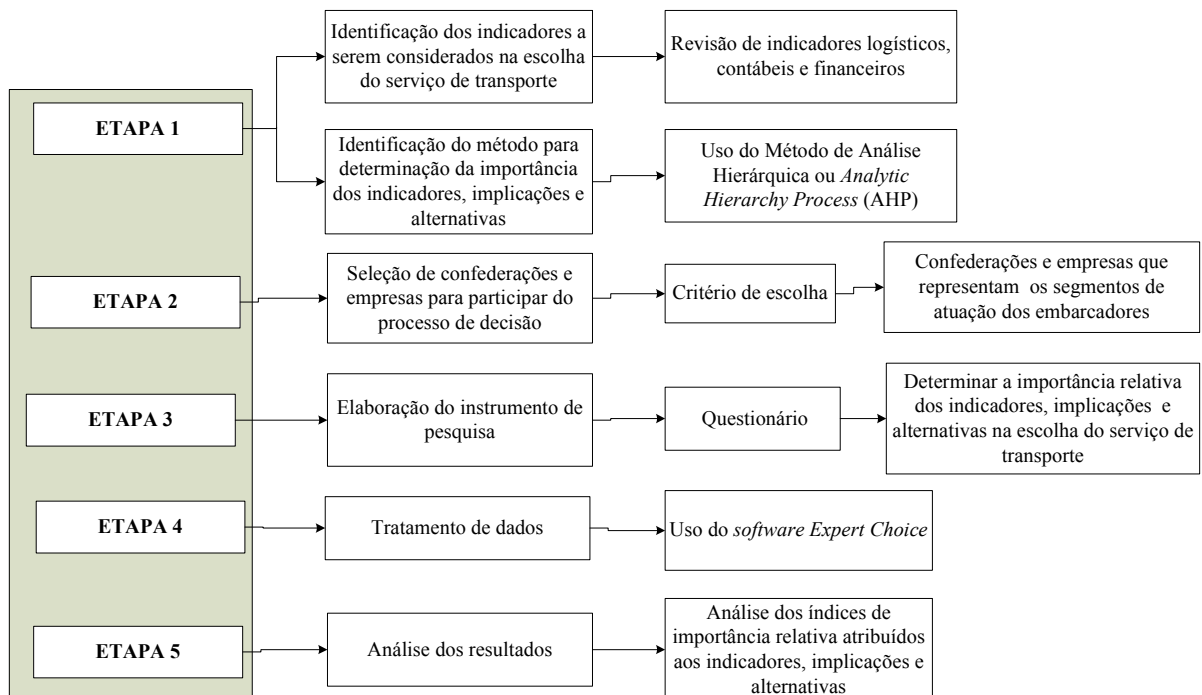 Identificação dos indicadores a
serem considerados na escolha
do serviço de transporte
Revisão de indicadores logísticos,
contábeis e financeiros
ETAPA 1
Identificação do método para
determinação da importância
dos indicadores, implicações e
alternativas
Uso do Método de Análise
Hierárquica ou Analytic
Hierarchy Process (AHP)
ETAPA 2
Seleção de confederações e
empresas para participar do
processo de decisão
Critério de escolha
Confederações e empresas que
representam os segmentos de
atuação dos embarcadores
ETAPA 3
Elaboração do instrumento de
pesquisa
Questionário
Determinar a importância relativa
dos indicadores, implicações e
alternativas na escolha do serviço de
transporte
ETAPA 4
Tratamento de dados
Uso do software Expert Choice
ETAPA 5
Análise dos resultados
Análise dos índices de
importância relativa atribuídos
aos indicadores, implicações e
alternativas